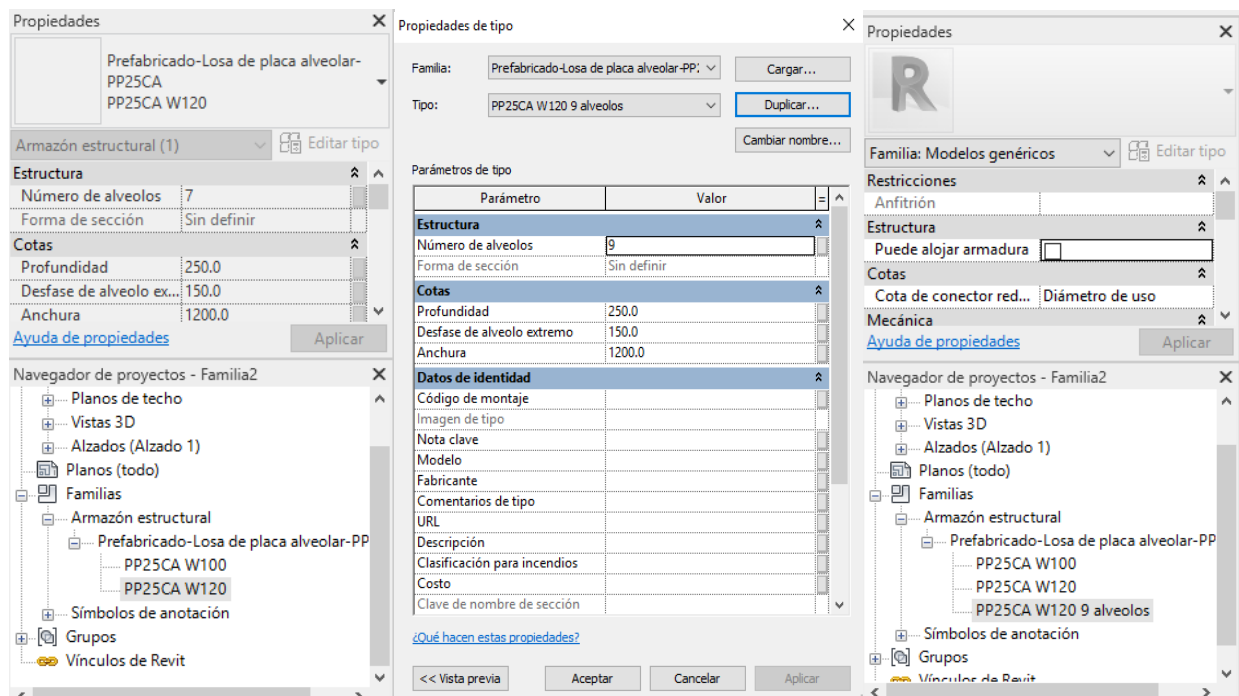 Propiedades
Prefabricado-Losa de placa alveolar-
PP25CA
PP25CA W120
Armazón estructural (1)
Editar tipo
Estructura
Número de alveolos 7
Forma de sección Sin definir
Cotas
Profundidad 250.0
Desfase de alveolo ex... 150.0
Anchura 1200.0
Ayuda de propiedades
Aplicar
Navegador de proyectos - Familia2
Planos de techo
Vistas 3D
Alzados (Alzado 1)
Planos (todo)
Familias
Armazón estructural
Prefabricado-Losa de placa alveolar-PP
PP25CA W100
PP25CA W120
Símbolos de anotación
Grupos
Vínculos de Revit
Propiedades de tipo
Familia: Prefabricado-Losa de placa alveolar-PP:
Cargar...
Tipo: PP25CA W120 9 alveolos
Duplicar...
Cambiar nombre...
Parámetros de tipo
Parámetro Valor =
Estructura
Número de alveolos 9
Forma de sección Sin definir
Cotas
Profundidad 250.0
Desfase de alveolo extremo 150.0
Anchura 1200.0
Datos de identidad
Código de montaje
Imagen de tipo
Nota clave
Modelo
Fabricante
Comentarios de tipo
URL
Descripción
Clasificación para incendios
Costo
Clave de nombre de sección
¿Qué hacen estas propiedades?
<< Vista previa Aceptar Cancelar Aplicar
Propiedades
Familia: Modelos genéricos
Editar tipo
Restricciones
Anfitrión
Estructura
Puede alojar armadura
Cotas
Cota de conector red... Diámetro de uso
Mecánica
Ayuda de propiedades
Aplicar
Navegador de proyectos - Familia2
Planos de techo
Vistas 3D
Alzados (Alzado 1)
Planos (todo)
Familias
Armazón estructural
Prefabricado-Losa de placa alveolar-PP
PP25CA W100
PP25CA W120
PP25CA W120 9 alveolos
Símbolos de anotación
Grupos
Vínculos de Revit